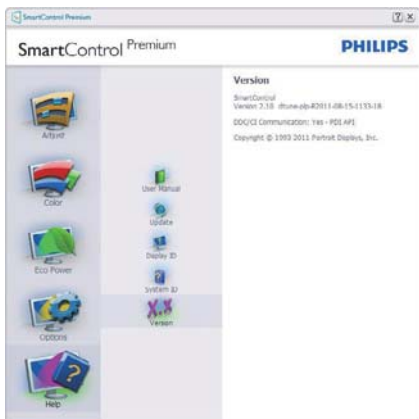 SmartControl Premium
SmartControl Premium
PHILIPS
Adjust
Color
Eco Power
Options
Help
User Manual
Update
Display ID
System ID
Version
Version
SmartControl
DDC/CI Communication: Yes - PDI API
Copyright © 1993 2011 Portrait Displays, Inc.